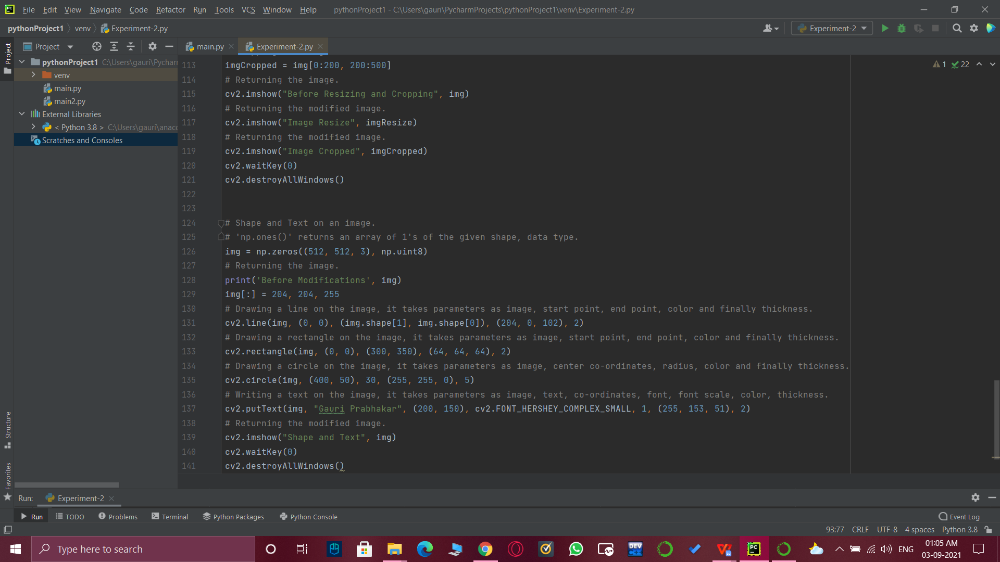 File Edit View Navigate Code Refactor Run Tools VCS Window Help pythonProject1 - C:\Users\gauri\PycharmProjects\pythonProject1\venv\Experiment-2.py
pythonProject1 venv Experiment-2.py Experiment-2
Project main.py Experiment-2.py
Project
pythonProject1 C:\Users\gauri\Pychar
venv
main.py
main2.py
External Libraries
< Python 3.8 > C:\Users\gauri\anac
Scratches and Consoles
1 22
113 imgCropped = img[0:200, 200:500]
114 # Returning the image.
115 cv2.imshow("Before Resizing and Cropping", img)
116 # Returning the modified image.
117 cv2.imshow("Image Resize", imgResize)
118 # Returning the modified image.
119 cv2.imshow("Image Cropped", imgCropped)
120 cv2.waitKey(0)
121 cv2.destroyAllWindows()
122
123
124 # Shape and Text on an image.
125 # 'np.ones()' returns an array of 1's of the given shape, data type.
126 img = np.zeros((512, 512, 3), np.uint8)
127 # Returning the image.
128 print('Before Modifications', img)
129 img[:] = 204, 204, 255
130 # Drawing a line on the image, it takes parameters as image, start point, end point, color and finally thickness.
131 cv2.line(img, (0, 0), (img.shape[1], img.shape[0]), (204, 0, 102), 2)
132 # Drawing a rectangle on the image, it takes parameters as image, start point, end point, color and finally thickness.
133 cv2.rectangle(img, (0, 0), (300, 350), (64, 64, 64), 2)
134 # Drawing a circle on the image, it takes parameters as image, center co-ordinates, radius, color and finally thickness.
135 cv2.circle(img, (400, 50), 30, (255, 255, 0), 5)
136 # Writing a text on the image, it takes parameters as image, text, co-ordinates, font, font scale, color, thickness.
137 cv2.putText(img, "Gauri Prabhakar", (200, 150), cv2.FONT_HERSHEY_COMPLEX_SMALL, 1, (255, 153, 51), 2)
138 # Returning the modified image.
139 cv2.imshow("Shape and Text", img)
140 cv2.waitKey(0)
141 cv2.destroyAllWindows()
Structure
Favorites
Run: Experiment-2
Run TODO Problems Terminal Python Packages Python Console Event Log
93:77 CRLF UTF-8 4 spaces Python 3.8
Type here to search
DEV
C++
PC
ENG
01:05 AM
03-09-2021